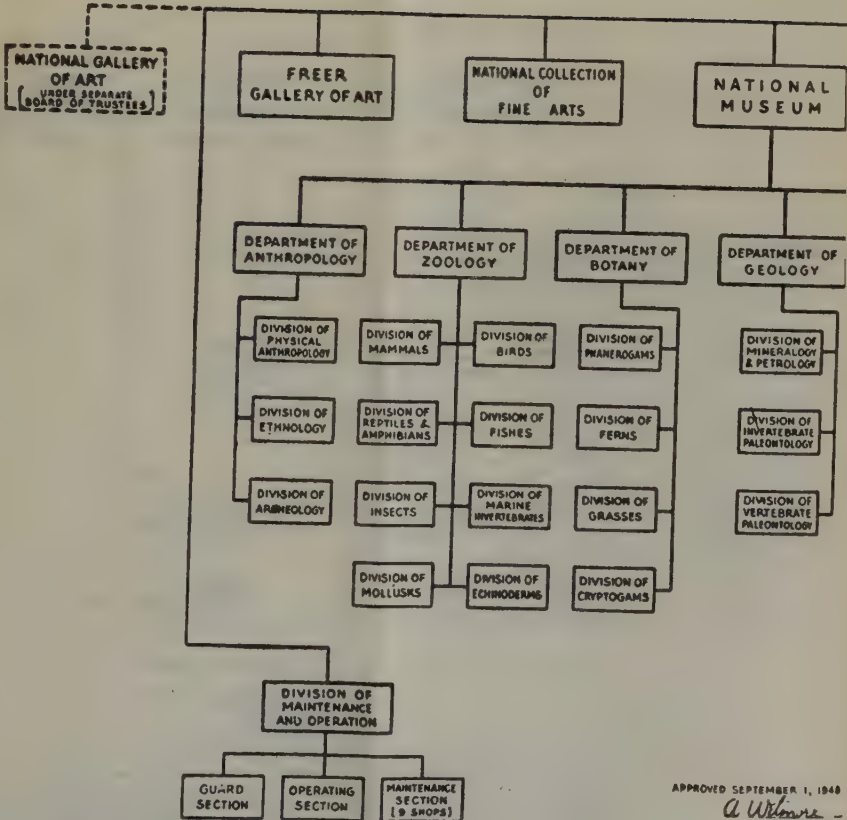 NATIONAL GALLERY
OF ART
[UNDER SEPARATE
BOARD OF TRUSTEES]
FREER
GALLERY OF ART
NATIONAL COLLECTION
OF
FINE ARTS
NATIONAL
MUSEUM
DEPARTMENT OF
ANTHROPOLOGY
DEPARTMENT OF
ZOOLOGY
DEPARTMENT OF
BOTANY
DEPARTMENT OF
GEOLOGY
DIVISION OF
PHYSICAL
ANTHROPOLOGY
DIVISION OF
MAMMALS
DIVISION OF
BIRDS
DIVISION OF
PHANEROGAMS
DIVISION OF
MINERALOGY
& PETROLOGY
DIVISION OF
ETHNOLOGY
DIVISION OF
REPTILES &
AMPHIBIANS
DIVISION OF
FISHES
DIVISION OF
FERNS
DIVISION OF
INVERTEBRATE
PALEONTOLOGY
DIVISION OF
ARCHEOLOGY
DIVISION OF
INSECTS
DIVISION OF
MARINE
INVERTEBRATES
DIVISION OF
GRASSES
DIVISION OF
VERTEBRATE
PALEONTOLOGY
DIVISION OF
MOLLUSKS
DIVISION OF
ECHINODERMS
DIVISION OF
CRYPTOGAMS
DIVISION OF
MAINTENANCE
AND OPERATION
GUARD
SECTION
OPERATING
SECTION
MAINTENANCE
SECTION
(9 SHOPS)
APPROVED SEPTEMBER 1, 1948
A Wetmore